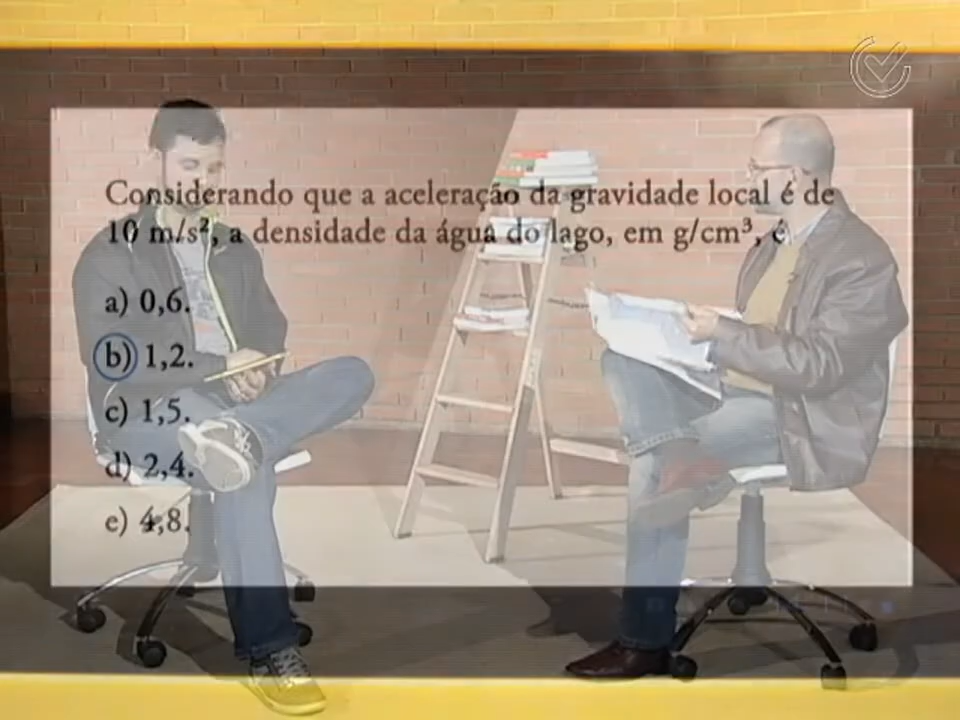 Considerando que a aceleração da gravidade local é de
10 m/s², a densidade da água do lago, em g/cm³, é
a) 0,6.
b) 1,2.
c) 1,5.
d) 2,4.
e) 4,8.